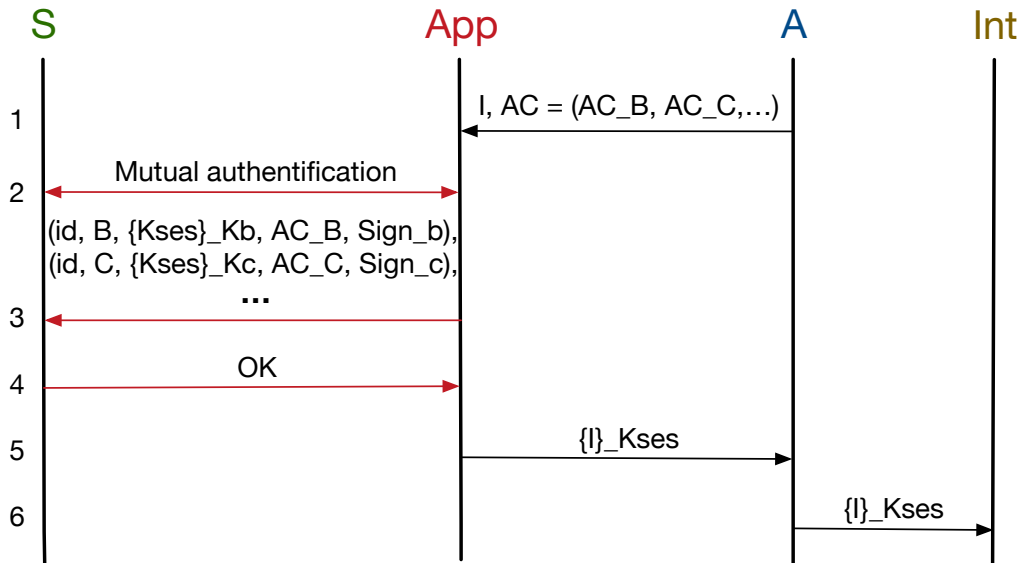 S App A Int
1 I, AC = (AC_B, AC_C,...)
2 Mutual authentification
(id, B, {Kses}_Kb, AC_B, Sign_b),
(id, C, {Kses}_Kc, AC_C, Sign_c),
...
3
4 OK
5 {I}_Kses
6 {I}_Kses